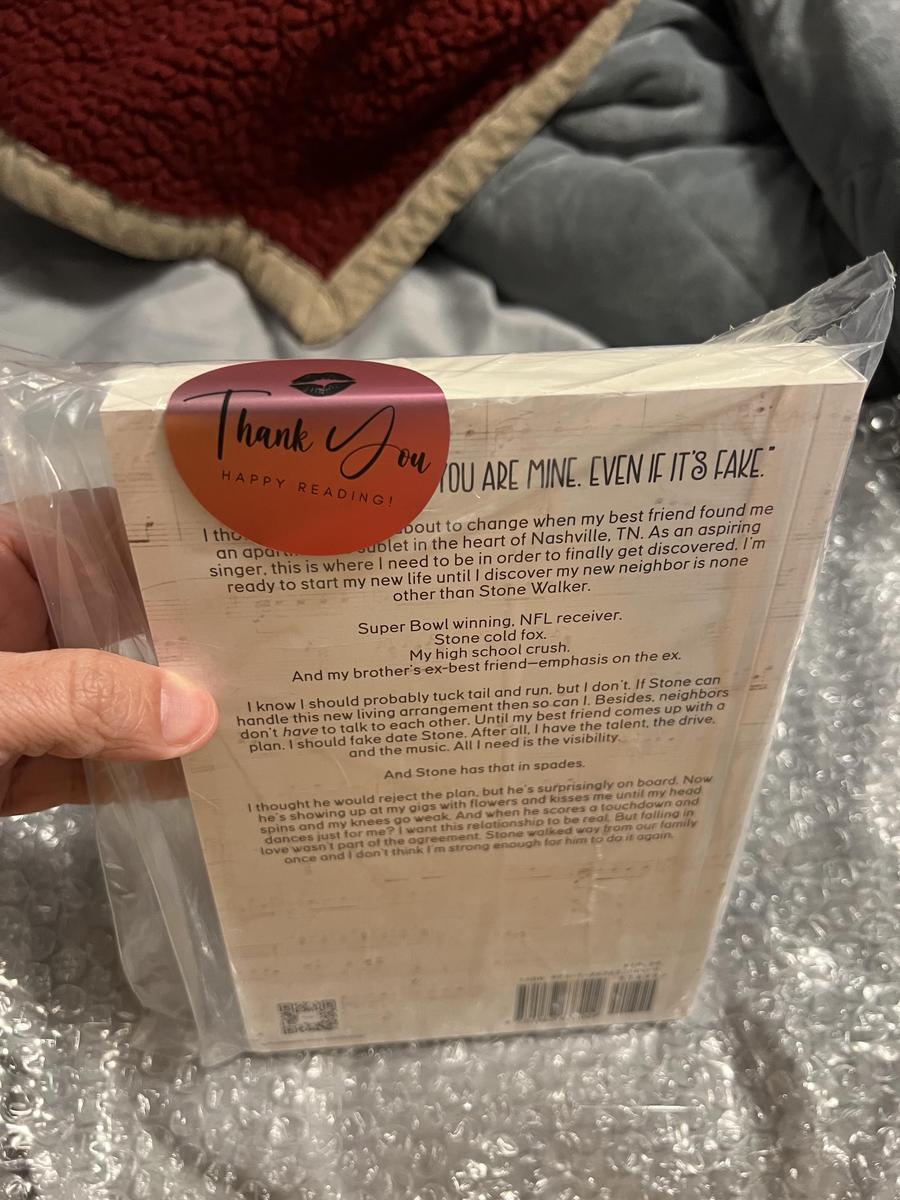 Thank You
HAPPY READING!
YOU ARE MINE. EVEN IF IT'S FAKE."
I bout to change when my best friend found me
an sublet in the heart of Nashville, TN. As an aspiring
singer, this is where I need to be in order to finally get discovered. I'm
ready to start my new life until I discover my new neighbor is none
other than Stone Walker.
Super Bowl winning, NFL receiver.
Stone cold fox.
My high school crush.
And my brother's ex-best friend—emphasis on the ex.
I know I should probably tuck tail and run, but I don't. If Stone can
handle this new living arrangement then so can I. Besides, neighbors
don't have to talk to each other. Until my best friend comes up with a
plan. I should fake date Stone. After all, I have the talent, the drive,
and the music. All I need is the visibility.
And Stone has that in spades.
I thought he would reject the plan, but he's surprisingly on board. Now
he's showing up at my gigs with flowers and kisses me until my head
spins and my knees go weak. And when he scores a touchdown and
dances just for me? I want this relationship to be real. But falling in
love wasn't part of the agreement. Stone walked way from our family
once and I don't think I'm strong enough for him to do it again.